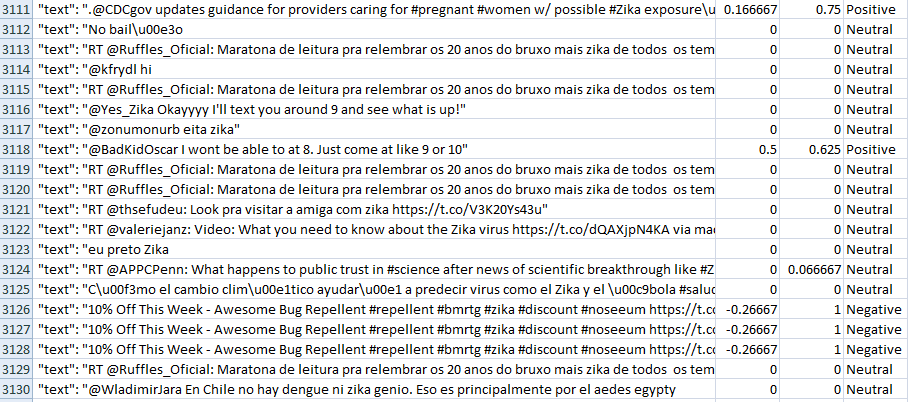 3111 "text": ".@CDCgov updates guidance for providers caring for #pregnant #women w/ possible #Zika exposure\u 0.166667 0.75 Positive
3112 "text": "No bail\u00e3o 0 0 Neutral
3113 "text": "RT @Ruffles_Oficial: Maratona de leitura pra relembrar os 20 anos do bruxo mais zika de todos os tem 0 0 Neutral
3114 "text": "@kfrydl hi 0 0 Neutral
3115 "text": "RT @Ruffles_Oficial: Maratona de leitura pra relembrar os 20 anos do bruxo mais zika de todos os tem 0 0 Neutral
3116 "text": "@Yes_Zika Okayyyy I'll text you around 9 and see what is up!" 0 0 Neutral
3117 "text": "@zonumonurb eita zika" 0 0 Neutral
3118 "text": "@BadKidOscar I wont be able to at 8. Just come at like 9 or 10" 0.5 0.625 Positive
3119 "text": "RT @Ruffles_Oficial: Maratona de leitura pra relembrar os 20 anos do bruxo mais zika de todos os tem 0 0 Neutral
3120 "text": "RT @Ruffles_Oficial: Maratona de leitura pra relembrar os 20 anos do bruxo mais zika de todos os tem 0 0 Neutral
3121 "text": "RT @thsefudeu: Look pra visitar a amiga com zika https://t.co/V3K20Ys43u" 0 0 Neutral
3122 "text": "RT @valeriejanz: Video: What you need to know about the Zika virus https://t.co/dQAXjpN4KA via mac 0 0 Neutral
3123 "text": "eu preto Zika 0 0 Neutral
3124 "text": "RT @APPCPenn: What happens to public trust in #science after news of scientific breakthrough like #Z 0 0.066667 Neutral
3125 "text": "C\u00f3mo el cambio clim\u00e1tico ayudar\u00e1 a predecir virus como el Zika y el \u00c9bola #saluc 0 0 Neutral
3126 "text": "10% Off This Week - Awesome Bug Repellent #repellent #bmrtg #zika #discount #noseeum https://t.cc -0.26667 1 Negative
3127 "text": "10% Off This Week - Awesome Bug Repellent #repellent #bmrtg #zika #discount #noseeum https://t.cc -0.26667 1 Negative
3128 "text": "10% Off This Week - Awesome Bug Repellent #repellent #bmrtg #zika #discount #noseeum https://t.cc -0.26667 1 Negative
3129 "text": "RT @Ruffles_Oficial: Maratona de leitura pra relembrar os 20 anos do bruxo mais zika de todos os tem 0 0 Neutral
3130 "text": "@WladimirJara En Chile no hay dengue ni zika genio. Eso es principalmente por el aedes egypty 0 0 Neutral